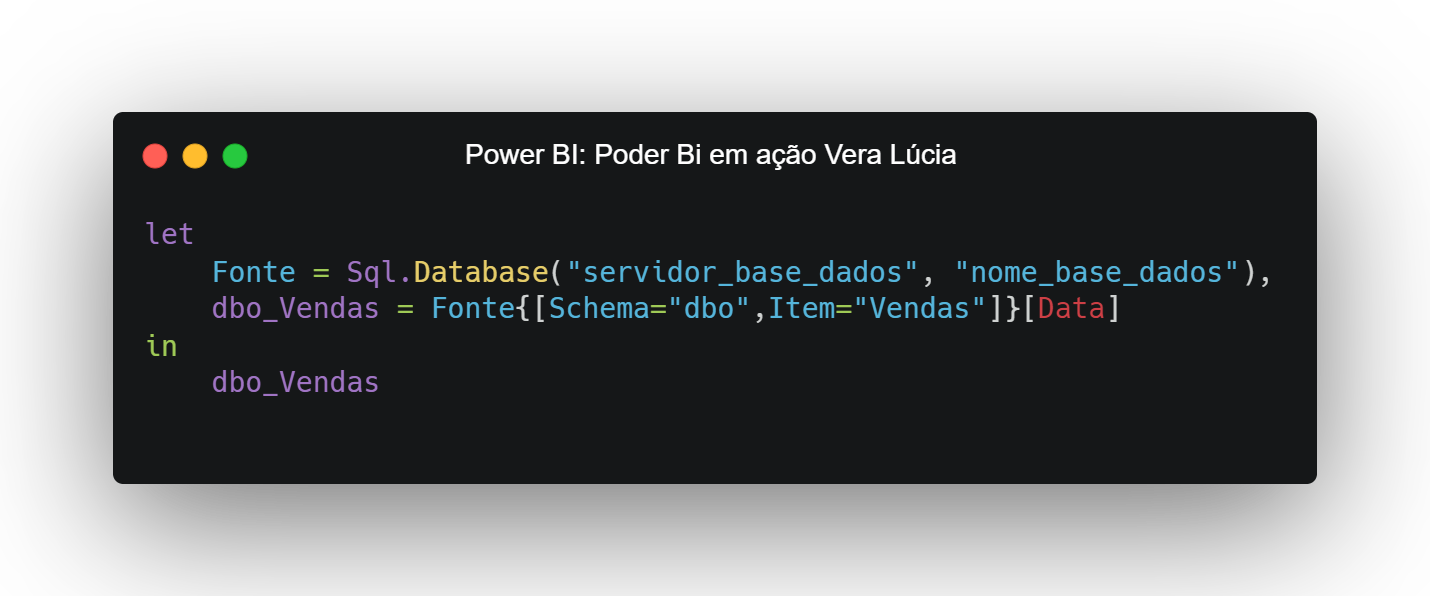 Power BI: Poder Bi em ação Vera Lúcia
let
    Fonte = Sql.Database("servidor_base_dados", "nome_base_dados"),
    dbo_Vendas = Fonte{[Schema="dbo",Item="Vendas"]}[Data]
in
    dbo_Vendas